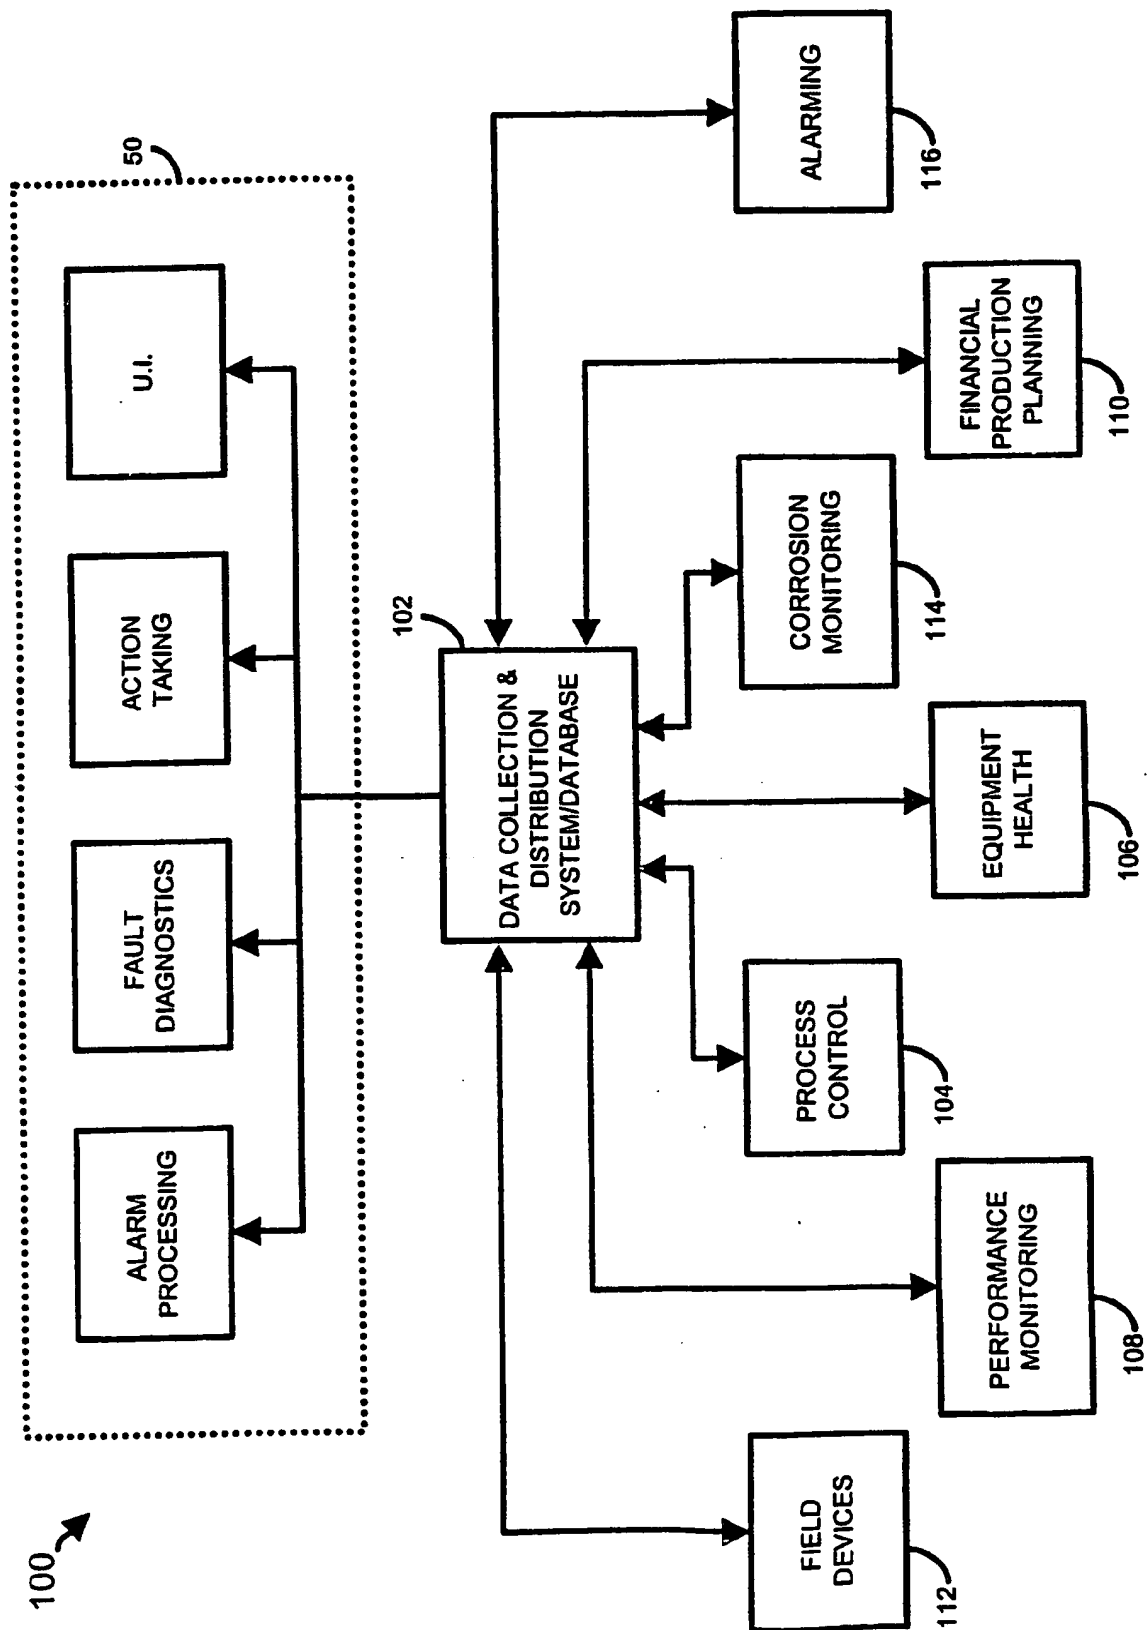 100
50
ALARM
PROCESSING
FAULT
DIAGNOSTICS
ACTION
TAKING
U.I.
102
DATA COLLECTION &
DISTRIBUTION
SYSTEM/DATABASE
FIELD
DEVICES
112
PERFORMANCE
MONITORING
108
PROCESS
CONTROL
104
EQUIPMENT
HEALTH
106
CORROSION
MONITORING
114
FINANCIAL
PRODUCTION
PLANNING
110
ALARMING
116